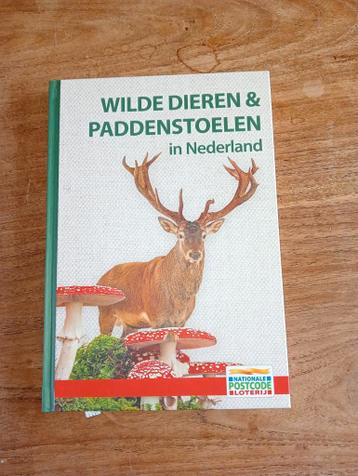 WILDE DIEREN &
PADDENSTOELEN
in Nederland
NATIONALE
POSTCODE
LOTERIJ